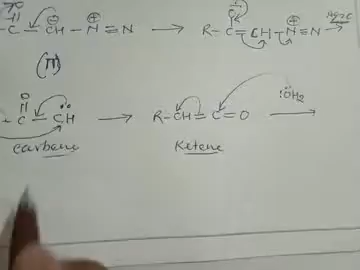 C – CH – N ≡ N → R – C = CH – N ≡ N
(II)
O
C – CH → R – CH = C = O :OH2 →
carbene Ketene